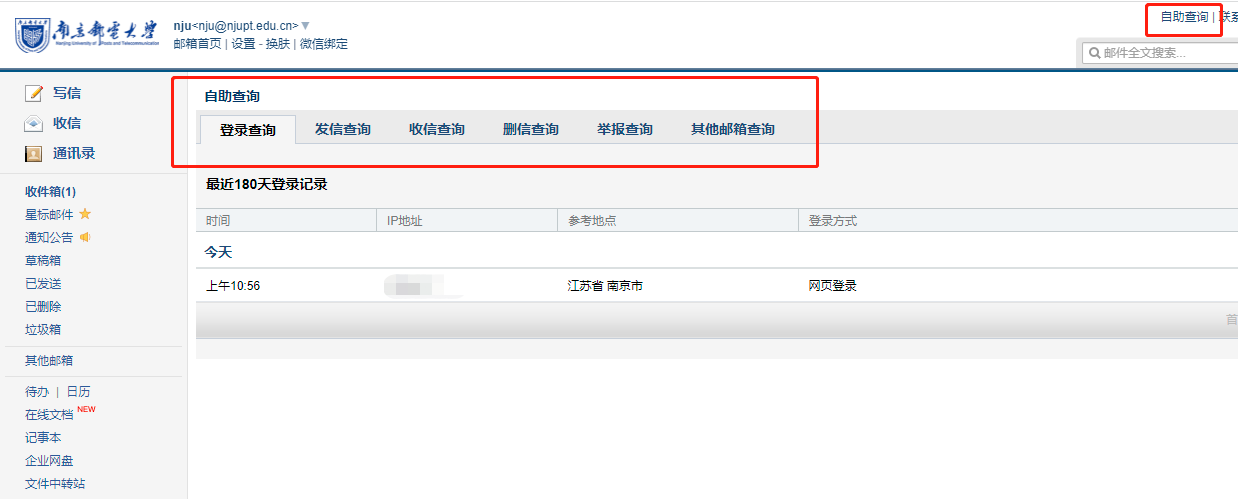 南京邮电大学
Nanjing University of Posts and Telecommunications
nju<nju@njupt.edu.cn>
邮箱首页 | 设置 - 换肤 | 微信绑定
自助查询 | 联系
邮件全文搜索...
写信
收信
通讯录
收件箱(1)
星标邮件
通知公告
草稿箱
已发送
已删除
垃圾箱
其他邮箱
待办 | 日历
在线文档 NEW
记事本
企业网盘
文件中转站
自助查询
登录查询 发信查询 收信查询 删信查询 举报查询 其他邮箱查询
最近180天登录记录
时间 IP地址 参考地点 登录方式
今天
上午10:56 江苏省 南京市 网页登录
首